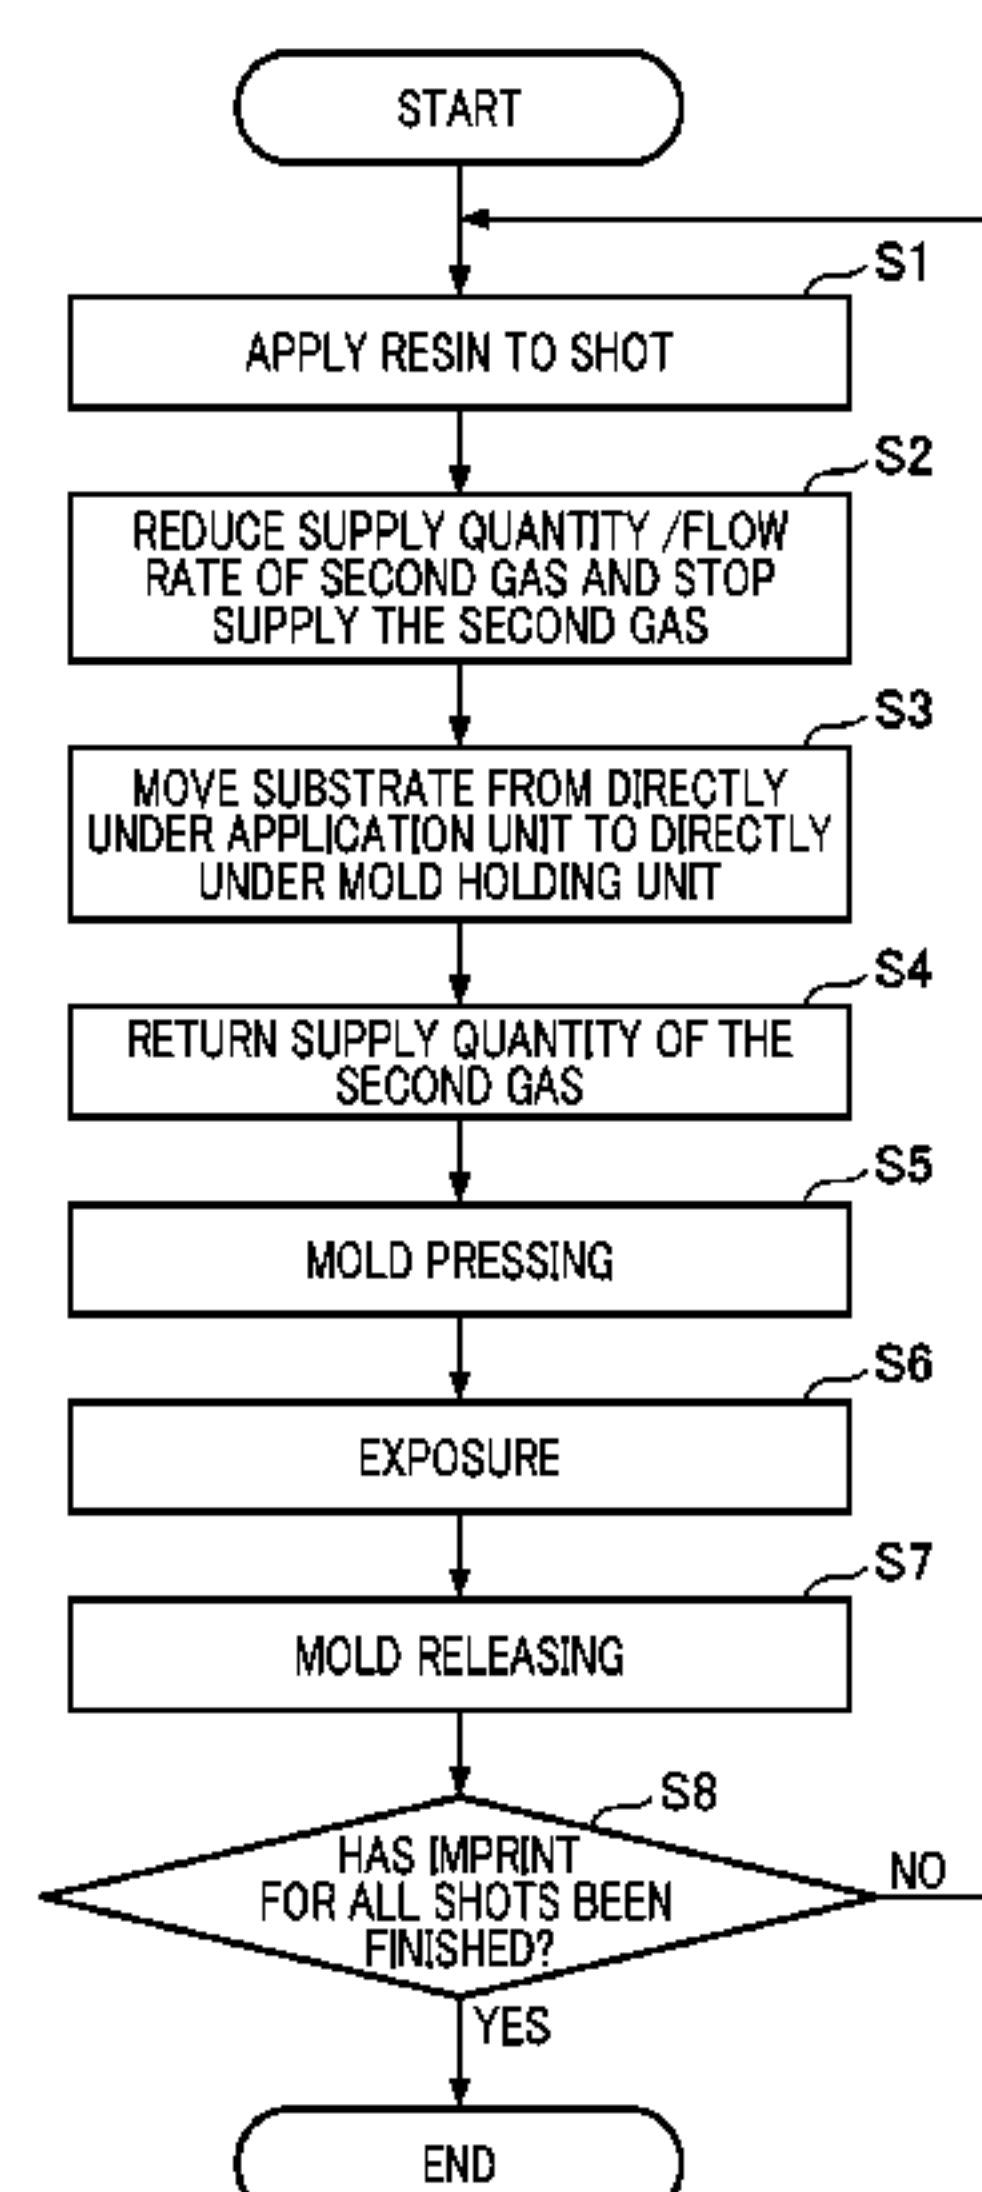 START
S1
APPLY RESIN TO SHOT
S2
REDUCE SUPPLY QUANTITY /FLOW
RATE OF SECOND GAS AND STOP
SUPPLY THE SECOND GAS
S3
MOVE SUBSTRATE FROM DIRECTLY
UNDER APPLICATION UNIT TO DIRECTLY
UNDER MOLD HOLDING UNIT
S4
RETURN SUPPLY QUANTITY OF THE
SECOND GAS
S5
MOLD PRESSING
S6
EXPOSURE
S7
MOLD RELEASING
S8
HAS IMPRINT
FOR ALL SHOTS BEEN
FINISHED?
NO
YES
END